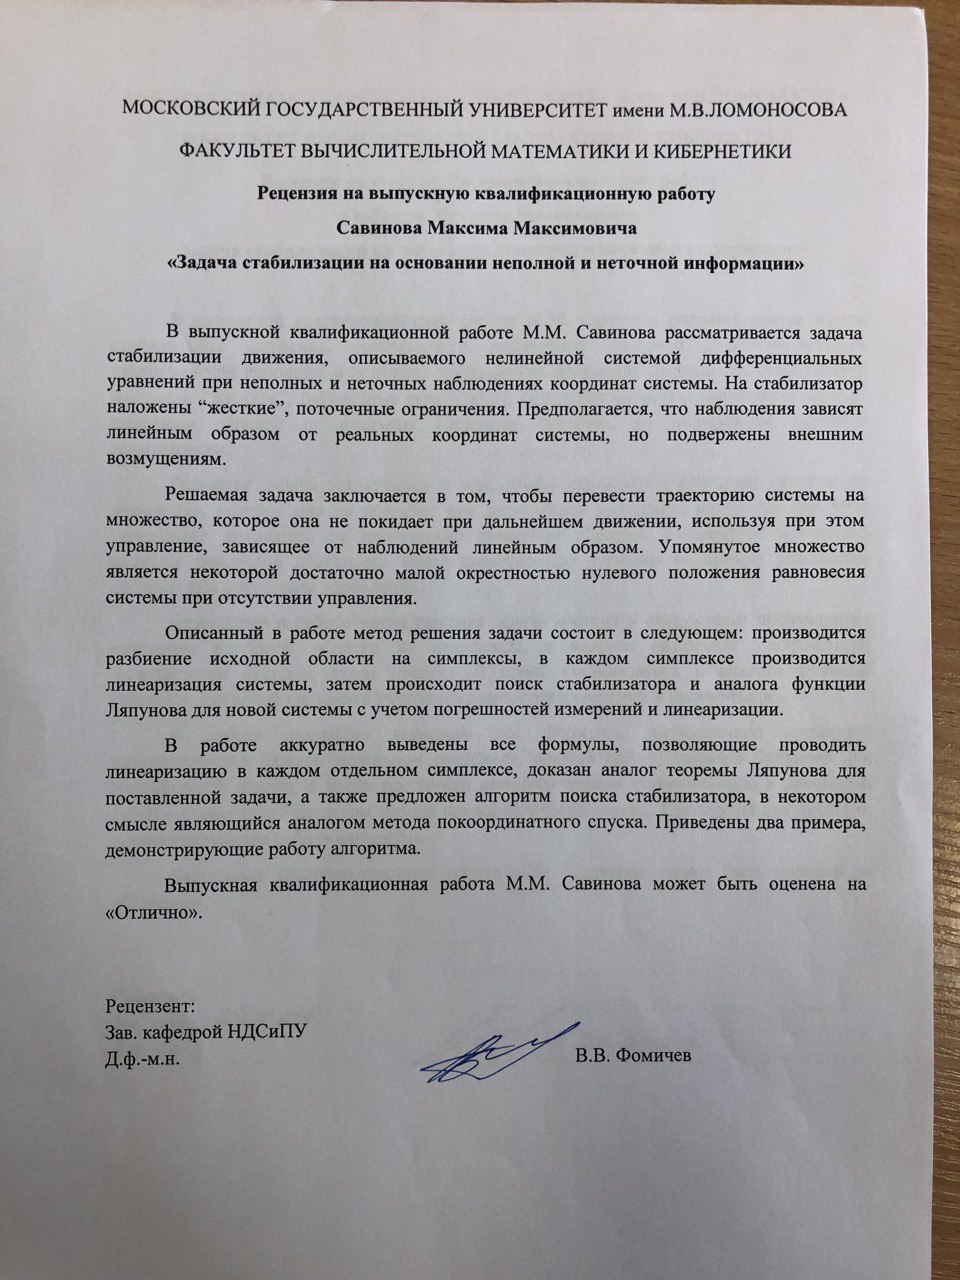 МОСКОВСКИЙ ГОСУДАРСТВЕННЫЙ УНИВЕРСИТЕТ имени М.В.ЛОМОНОСОВА
ФАКУЛЬТЕТ ВЫЧИСЛИТЕЛЬНОЙ МАТЕМАТИКИ И КИБЕРНЕТИКИ
Рецензия на выпускную квалификационную работу
Савинова Максима Максимовича
«Задача стабилизации на основании неполной и неточной информации»
В выпускной квалификационной работе М.М. Савинова рассматривается задача
стабилизации движения, описываемого нелинейной системой дифференциальных
уравнений при неполных и неточных наблюдениях координат системы. На стабилизатор
наложены “жесткие”, поточечные ограничения. Предполагается, что наблюдения зависят
линейным образом от реальных координат системы, но подвержены внешним
возмущениям.
Решаемая задача заключается в том, чтобы перевести траекторию системы на
множество, которое она не покидает при дальнейшем движении, используя при этом
управление, зависящее от наблюдений линейным образом. Упомянутое множество
является некоторой достаточно малой окрестностью нулевого положения равновесия
системы при отсутствии управления.
Описанный в работе метод решения задачи состоит в следующем: производится
разбиение исходной области на симплексы, в каждом симплексе производится
линеаризация системы, затем происходит поиск стабилизатора и аналога функции
Ляпунова для новой системы с учетом погрешностей измерений и линеаризации.
В работе аккуратно выведены все формулы, позволяющие проводить
линеаризацию в каждом отдельном симплексе, доказан аналог теоремы Ляпунова для
поставленной задачи, а также предложен алгоритм поиска стабилизатора, в некотором
смысле являющийся аналогом метода покоординатного спуска. Приведены два примера,
демонстрирующие работу алгоритма.
Выпускная квалификационная работа М.М. Савинова может быть оценена на
«Отлично».
Рецензент:
Зав. кафедрой НДСиПУ
Д.ф.-м.н.
В.В. Фомичев